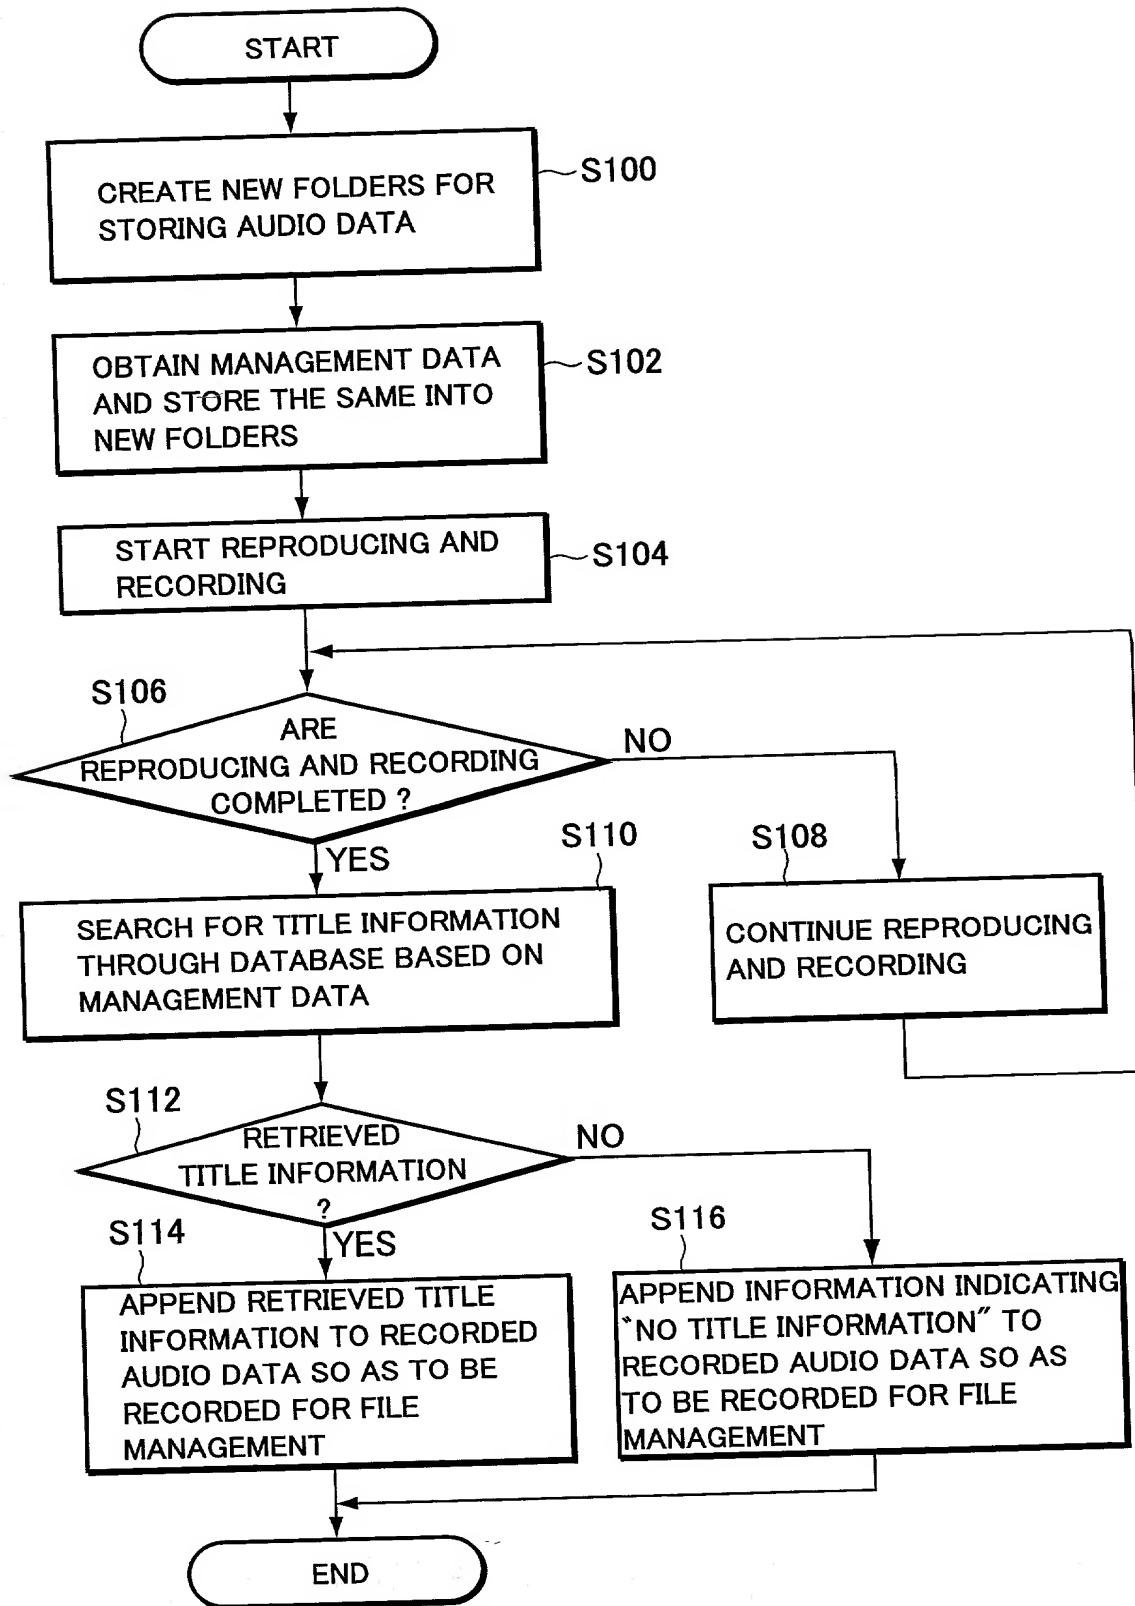 START
CREATE NEW FOLDERS FOR
STORING AUDIO DATA
S100
OBTAIN MANAGEMENT DATA
AND STORE THE SAME INTO
NEW FOLDERS
S102
START REPRODUCING AND
RECORDING
S104
S106
ARE
REPRODUCING AND RECORDING
COMPLETED ?
NO
YES
S110
SEARCH FOR TITLE INFORMATION
THROUGH DATABASE BASED ON
MANAGEMENT DATA
S108
CONTINUE REPRODUCING
AND RECORDING
S112
RETRIEVED
TITLE INFORMATION
?
NO
YES
S114
APPEND RETRIEVED TITLE
INFORMATION TO RECORDED
AUDIO DATA SO AS TO BE
RECORDED FOR FILE
MANAGEMENT
S116
APPEND INFORMATION INDICATING
“NO TITLE INFORMATION” TO
RECORDED AUDIO DATA SO AS
TO BE RECORDED FOR FILE
MANAGEMENT
END